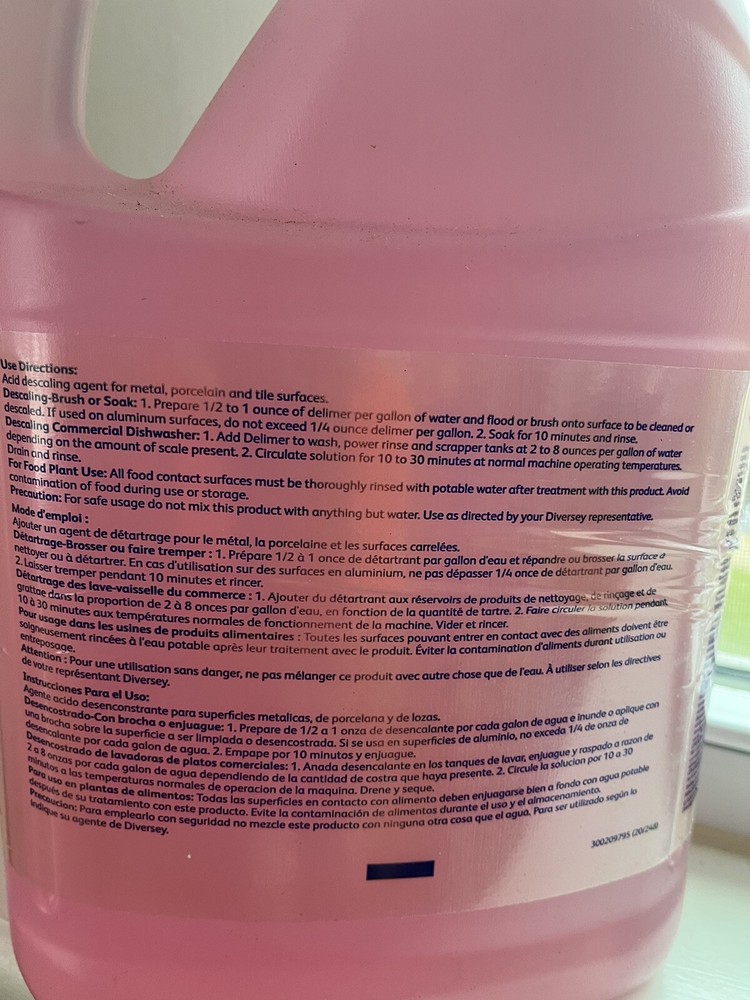 Use Directions:
Acid descaling agent for metal, porcelain and tile surfaces.
Descaling-Brush or Soak: 1. Prepare 1/2 to 1 ounce of delimer per gallon of water and flood or brush onto surface to be cleaned or
descaled. If used on aluminum surfaces, do not exceed 1/4 ounce delimer per gallon. 2. Soak for 10 minutes and rinse.
Descaling Commercial Dishwasher: 1. Add Delimer to wash, power rinse and scrapper tanks at 2 to 8 ounces per gallon of water
depending on the amount of scale present. 2. Circulate solution for 10 to 30 minutes at normal machine operating temperatures.
Drain and rinse.
For Food Plant Use: All food contact surfaces must be thoroughly rinsed with potable water after treatment with this product. Avoid
contamination of food during use or storage.
Precaution: For safe usage do not mix this product with anything but water. Use as directed by your Diversey representative.
Mode d'emploi :
Ajouter un agent de détartrage pour le métal, la porcelaine et les surfaces carrelées.
Détartrage-Brosser ou faire tremper : 1. Prépare 1/2 à 1 once de détartrant par gallon d'eau et répandre ou brosser la surface à
nettoyer ou à détartrer. En cas d'utilisation sur des surfaces en aluminium, ne pas dépasser 1/4 once de détartrant par gallon d'eau.
2. Laisser tremper pendant 10 minutes et rincer.
Détartrage des lave-vaisselle du commerce : 1. Ajouter du détartrant aux réservoirs de produits de nettoyage, de rinçage et de
grattage dans la proportion de 2 à 8 onces par gallon d'eau, en fonction de la quantité de tartre. 2. Faire circuler la solution pendant
10 à 30 minutes aux températures normales de fonctionnement de la machine. Vider et rincer.
Pour usage dans les usines de produits alimentaires : Toutes les surfaces pouvant entrer en contact avec des aliments doivent être
soigneusement rincées à l'eau potable après leur traitement avec le produit. Éviter la contamination d'aliments durant utilisation ou
entreposage.
Attention : Pour une utilisation sans danger, ne pas mélanger ce produit avec autre chose que de l'eau. À utiliser selon les directives
de votre représentant Diversey.
Instrucciones Para el Uso:
Agente acido desenconstrante para superficies metalicas, de porcelana y de lozas.
Desencostrado-Con brocha o enjuague: 1. Prepare de 1/2 a 1 onza de desencalante por cada galon de agua e inunde o aplique con
una brocha sobre la superficie a ser limpiada o desencostrada. Si se usa en superficies de aluminio, no exceda 1/4 de onza de
desencalante por cada galon de agua. 2. Empape por 10 minutos y enjuague.
Desencostrado de lavadoras de platos comerciales: 1. Anada desencalante en los tanques de lavar, enjuague y raspado a razon de
2 a 8 onzas por cada galon de agua dependiendo de la cantidad de costra que haya presente. 2. Circule la solucion por 10 a 30
minutos a las temperaturas normales de operacion de la maquina. Drene y seque.
Para uso en plantas de alimentos: Todas las superficies en contacto con alimento deben enjuagarse bien a fondo con agua potable
después de su tratamiento con este producto. Evite la contaminación de alimentos durante el uso y el almacenamiento.
Precaucion: Para emplearlo con seguridad no mezcle este producto con ninguna otra cosa que el agua. Para ser utilizado según lo
indique su agente de Diversey.
300209795 (20/248)